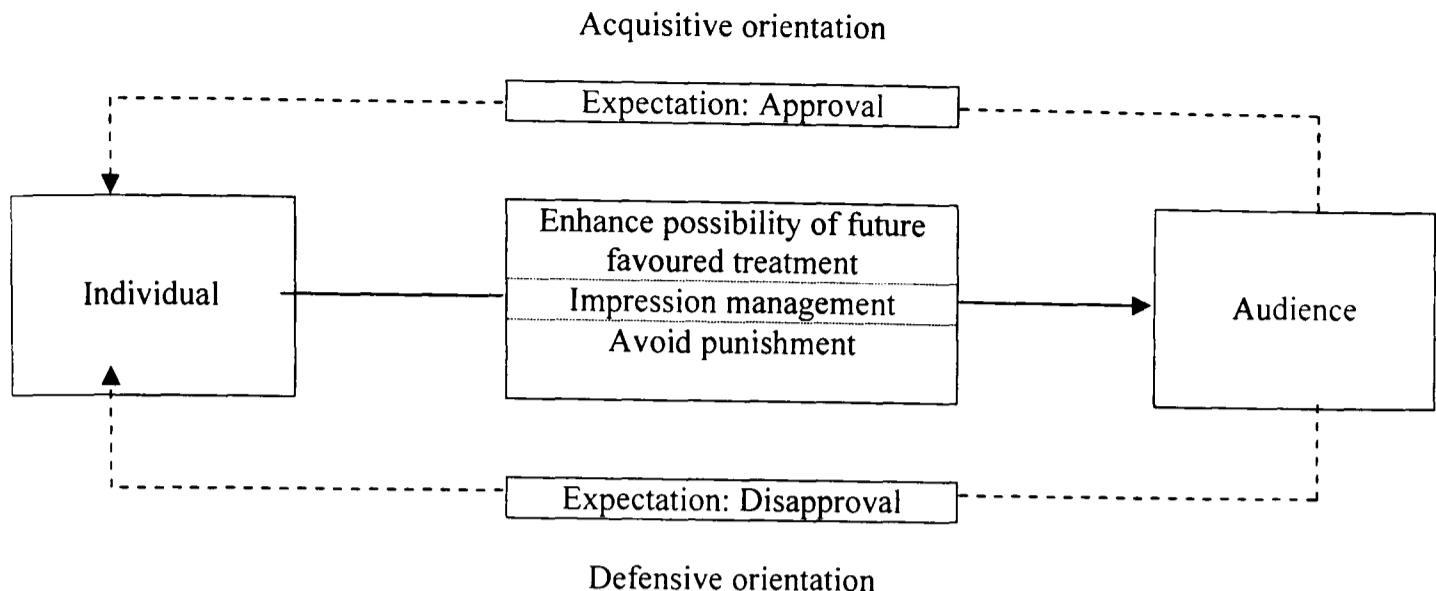 Acquisitive orientation
Expectation: Approval
Individual
Enhance possibility of future
favoured treatment
Impression management
Avoid punishment
Audience
Expectation: Disapproval
Defensive orientation